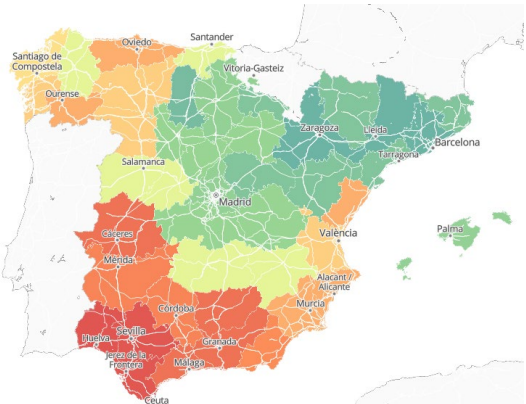 Santander
Oviedo
Santiago de
Compostela
Vitoria-Gasteiz
Ourense
Zaragoza
Lleida
Barcelona
Tarragona
Salamanca
Madrid
Palma
Cáceres
València
Mérida
Alacant /
Alicante
Murcia
Córdoba
Sevilla
Huelva
Granada
Jerez de la
Frontera
Málaga
Ceuta